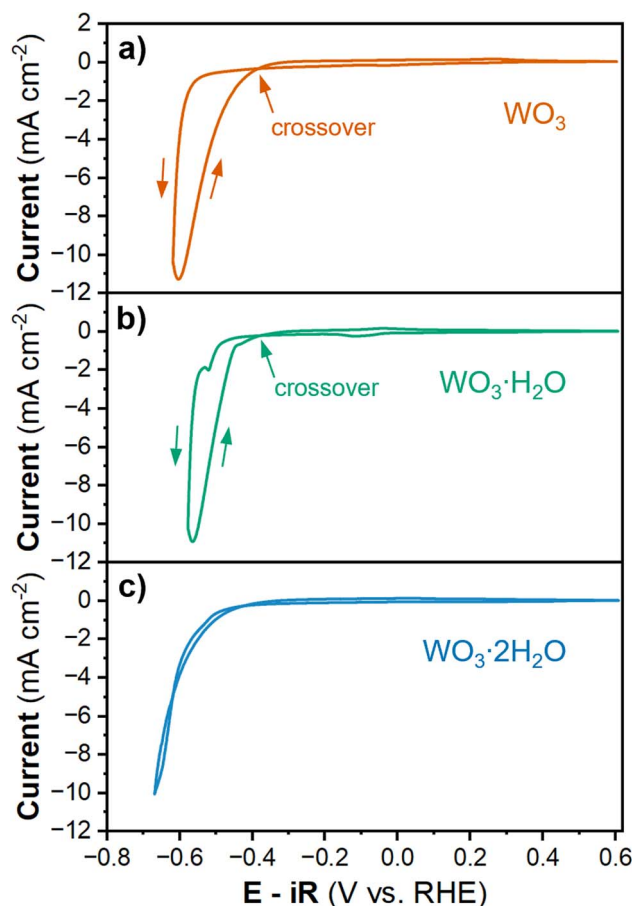 a)
Current (mA cm⁻²)
2
0
−2
−4
−6
−8
−10
−12
crossover
WO₃
b)
Current (mA cm⁻²)
0
−2
−4
−6
−8
−10
−12
crossover
WO₃·H₂O
c)
Current (mA cm⁻²)
0
−2
−4
−6
−8
−10
−12
WO₃·2H₂O
−0.8 −0.6 −0.4 −0.2 0.0 0.2 0.4 0.6
E - iR (V vs. RHE)